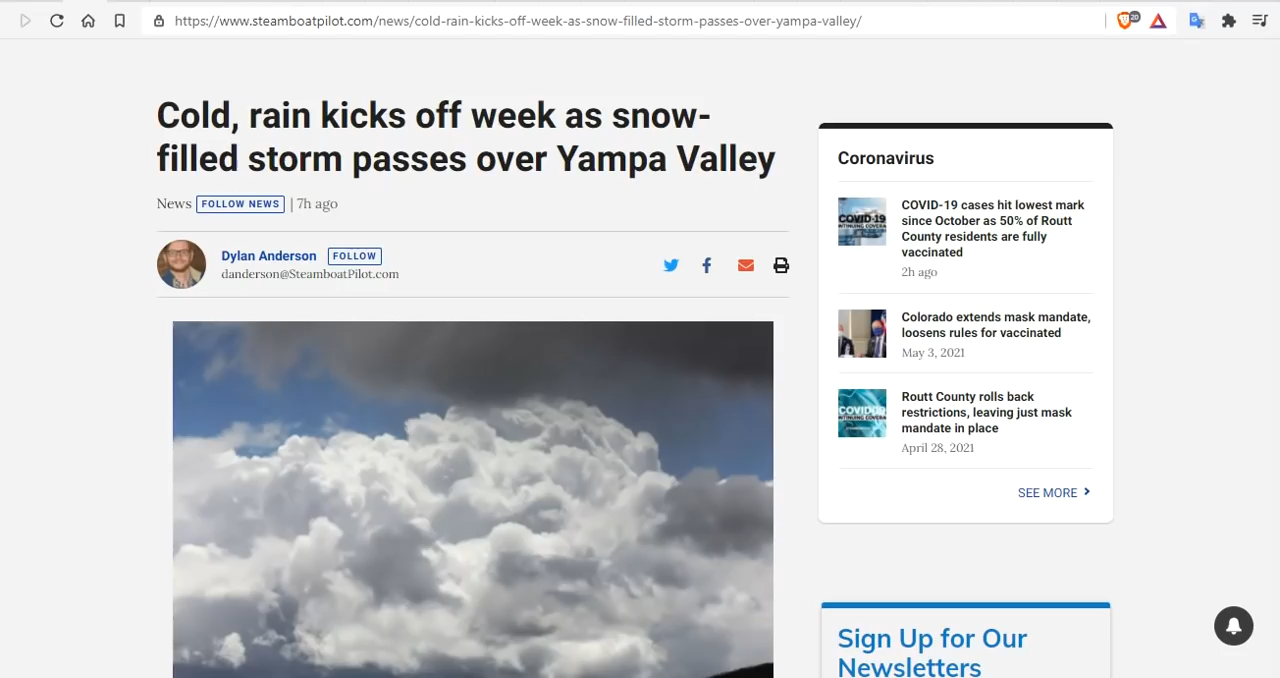 https://www.steamboatpilot.com/news/cold-rain-kicks-off-week-as-snow-filled-storm-passes-over-yampa-valley/
20
Cold, rain kicks off week as snow-
filled storm passes over Yampa Valley
News FOLLOW NEWS | 7h ago
Dylan Anderson FOLLOW
danderson@SteamboatPilot.com
Coronavirus
COVID-19 cases hit lowest mark
since October as 50% of Routt
County residents are fully
vaccinated
2h ago
Colorado extends mask mandate,
loosens rules for vaccinated
May 3, 2021
Routt County rolls back
restrictions, leaving just mask
mandate in place
April 28, 2021
SEE MORE
Sign Up for Our
Newsletters